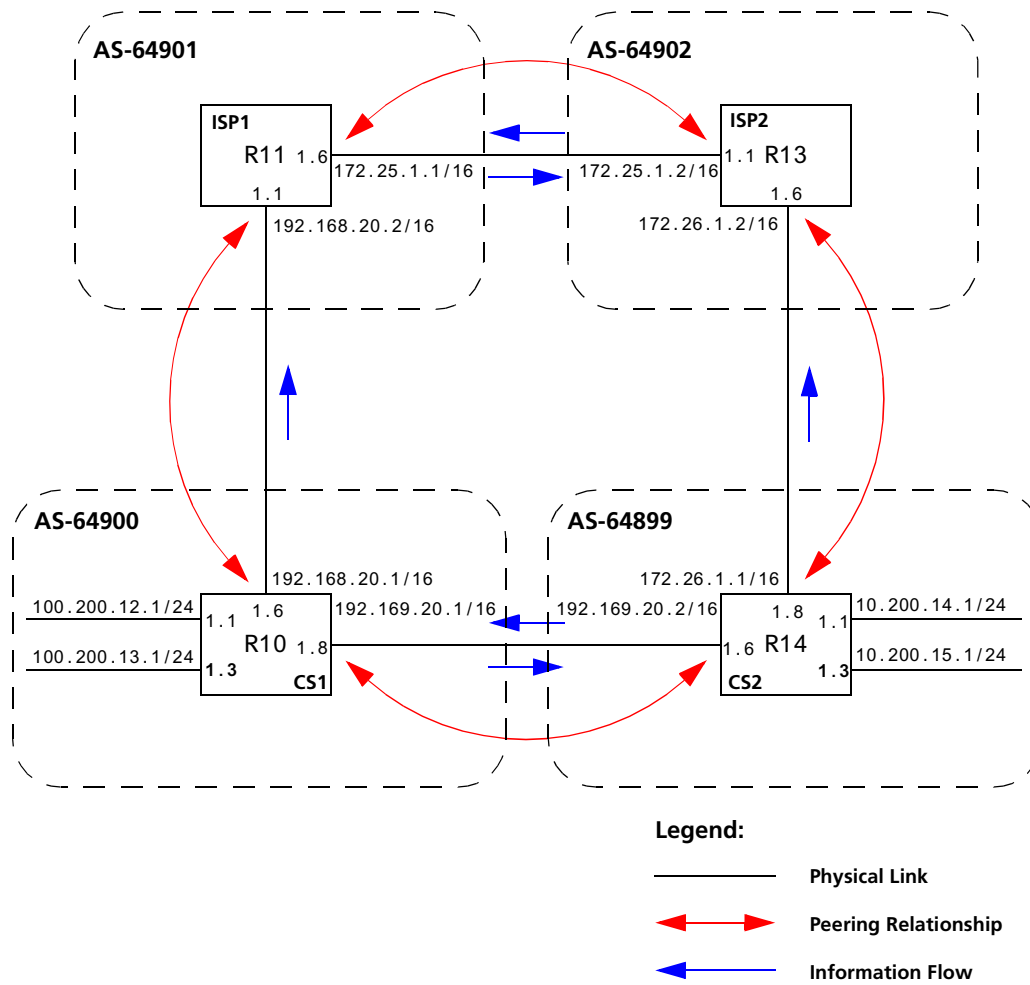 AS-64901
AS-64902
ISP1
R11
1.6
1.1
172.25.1.1/16
192.168.20.2/16
ISP2
1.1
R13
1.6
172.25.1.2/16
172.26.1.2/16
AS-64900
AS-64899
192.168.20.1/16
192.169.20.1/16
100.200.12.1/24
100.200.13.1/24
1.6
1.1
R10
1.8
1.3
CS1
172.26.1.1/16
192.169.20.2/16
1.8
1.1
1.6
R14
1.3
CS2
10.200.14.1/24
10.200.15.1/24
Legend:
Physical Link
Peering Relationship
Information Flow